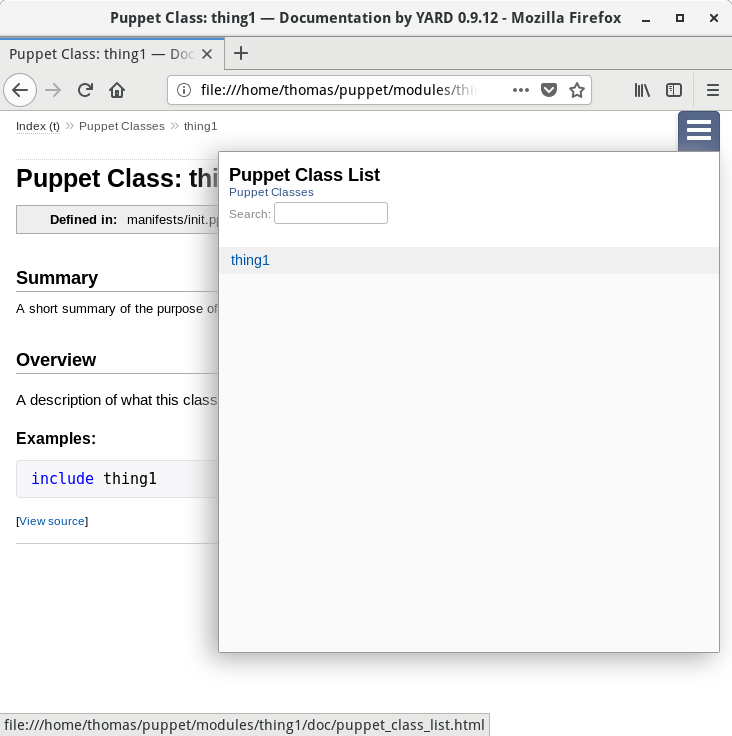 Puppet Class: thing1 — Documentation by YARD 0.9.12 - Mozilla Firefox
Puppet Class: thing1 — Doc
file:///home/thomas/puppet/modules/thi
Index (t) » Puppet Classes » thing1
Puppet Class: thi
Defined in: manifests/init.pp
Summary
A short summary of the purpose of
Overview
A description of what this class
Examples:
include thing1
[View source]
Puppet Class List
Puppet Classes
Search:
thing1
file:///home/thomas/puppet/modules/thing1/doc/puppet_class_list.html